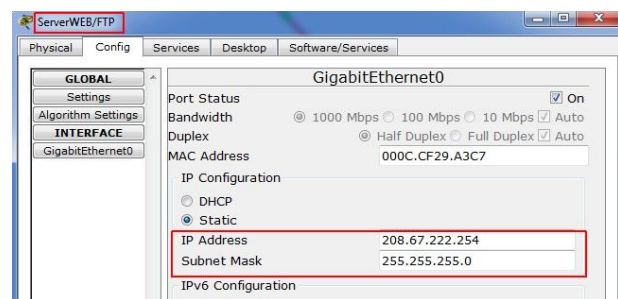 ServerWEB/FTP
Physical Config Services Desktop Software/Services
GLOBAL
Settings
Algorithm Settings
INTERFACE
GigabitEthernet0
GigabitEthernet0
Port Status On
Bandwidth 1000 Mbps 100 Mbps 10 Mbps Auto
Duplex Half Duplex Full Duplex Auto
MAC Address 000C.CF29.A3C7
IP Configuration
DHCP
Static
IP Address 208.67.222.254
Subnet Mask 255.255.255.0
IPv6 Configuration